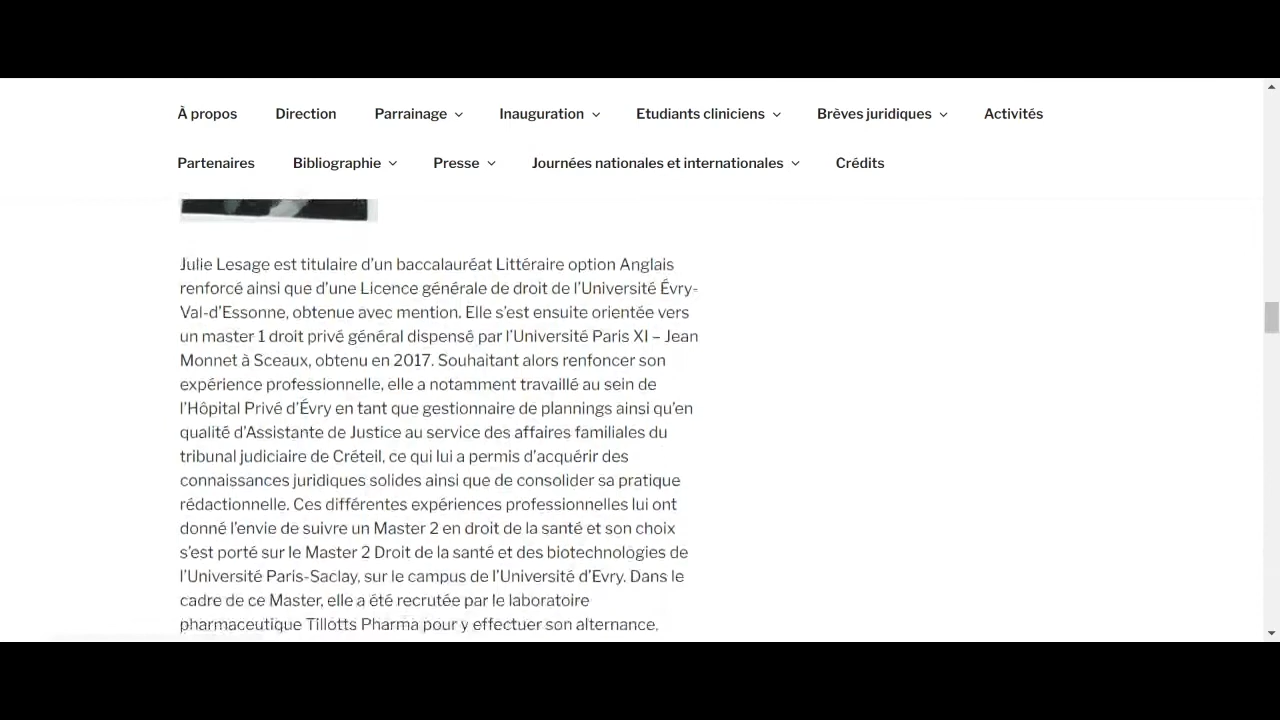 À propos Direction Parrainage Inauguration Etudiants cliniciens Brèves juridiques Activités
Partenaires Bibliographie Presse Journées nationales et internationales Crédits
Julie Lesage est titulaire d’un baccalauréat Littéraire option Anglais
renforcé ainsi que d’une Licence générale de droit de l’Université Évry-
Val-d’Essonne, obtenue avec mention. Elle s’est ensuite orientée vers
un master 1 droit privé général dispensé par l’Université Paris XI – Jean
Monnet à Sceaux, obtenu en 2017. Souhaitant alors renfoncer son
expérience professionnelle, elle a notamment travaillé au sein de
l’Hôpital Privé d’Évry en tant que gestionnaire de plannings ainsi qu’en
qualité d’Assistante de Justice au service des affaires familiales du
tribunal judiciaire de Créteil, ce qui lui a permis d’acquérir des
connaissances juridiques solides ainsi que de consolider sa pratique
rédactionnelle. Ces différentes expériences professionnelles lui ont
donné l’envie de suivre un Master 2 en droit de la santé et son choix
s’est porté sur le Master 2 Droit de la santé et des biotechnologies de
l’Université Paris-Saclay, sur le campus de l’Université d’Evry. Dans le
cadre de ce Master, elle a été recrutée par le laboratoire
pharmaceutique Tillotts Pharma pour y effectuer son alternance.